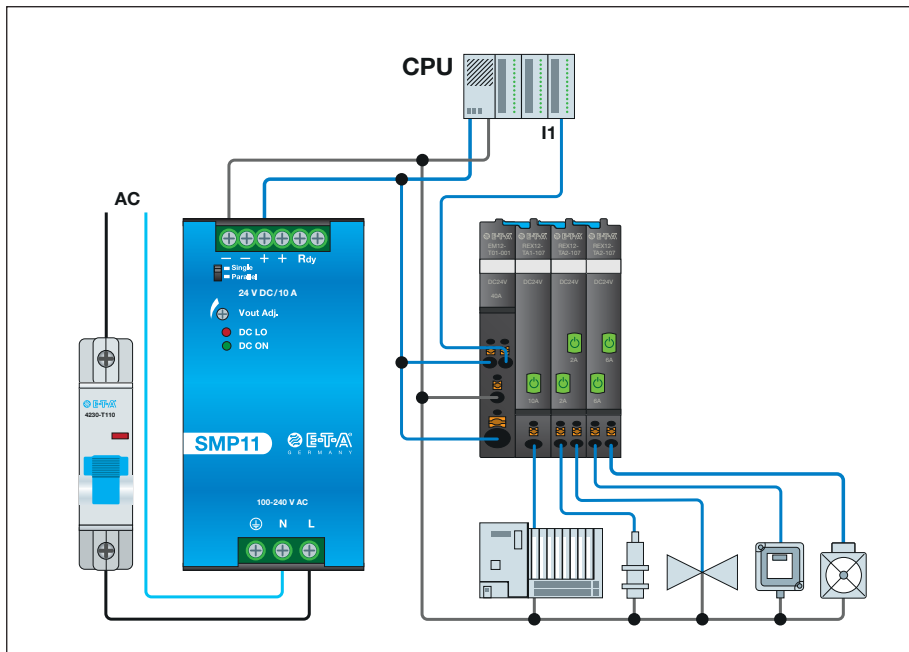 CPU
I1
AC
– – + + Rdy
Single
Parallel
24 V DC/10 A
Vout Adj.
DC LO
DC ON
SMP11
E-T-A
GERMANY
100-240 V AC
N L
E-T-A
4230-T110
E-T-A
EM12-
T01-001
DC24V
40A
E-T-A
REX12-
TA1-107
DC24V
10A
E-T-A
REX12-
TA2-107
DC24V
2A
2A
E-T-A
REX12-
TA2-107
DC24V
6A
6A